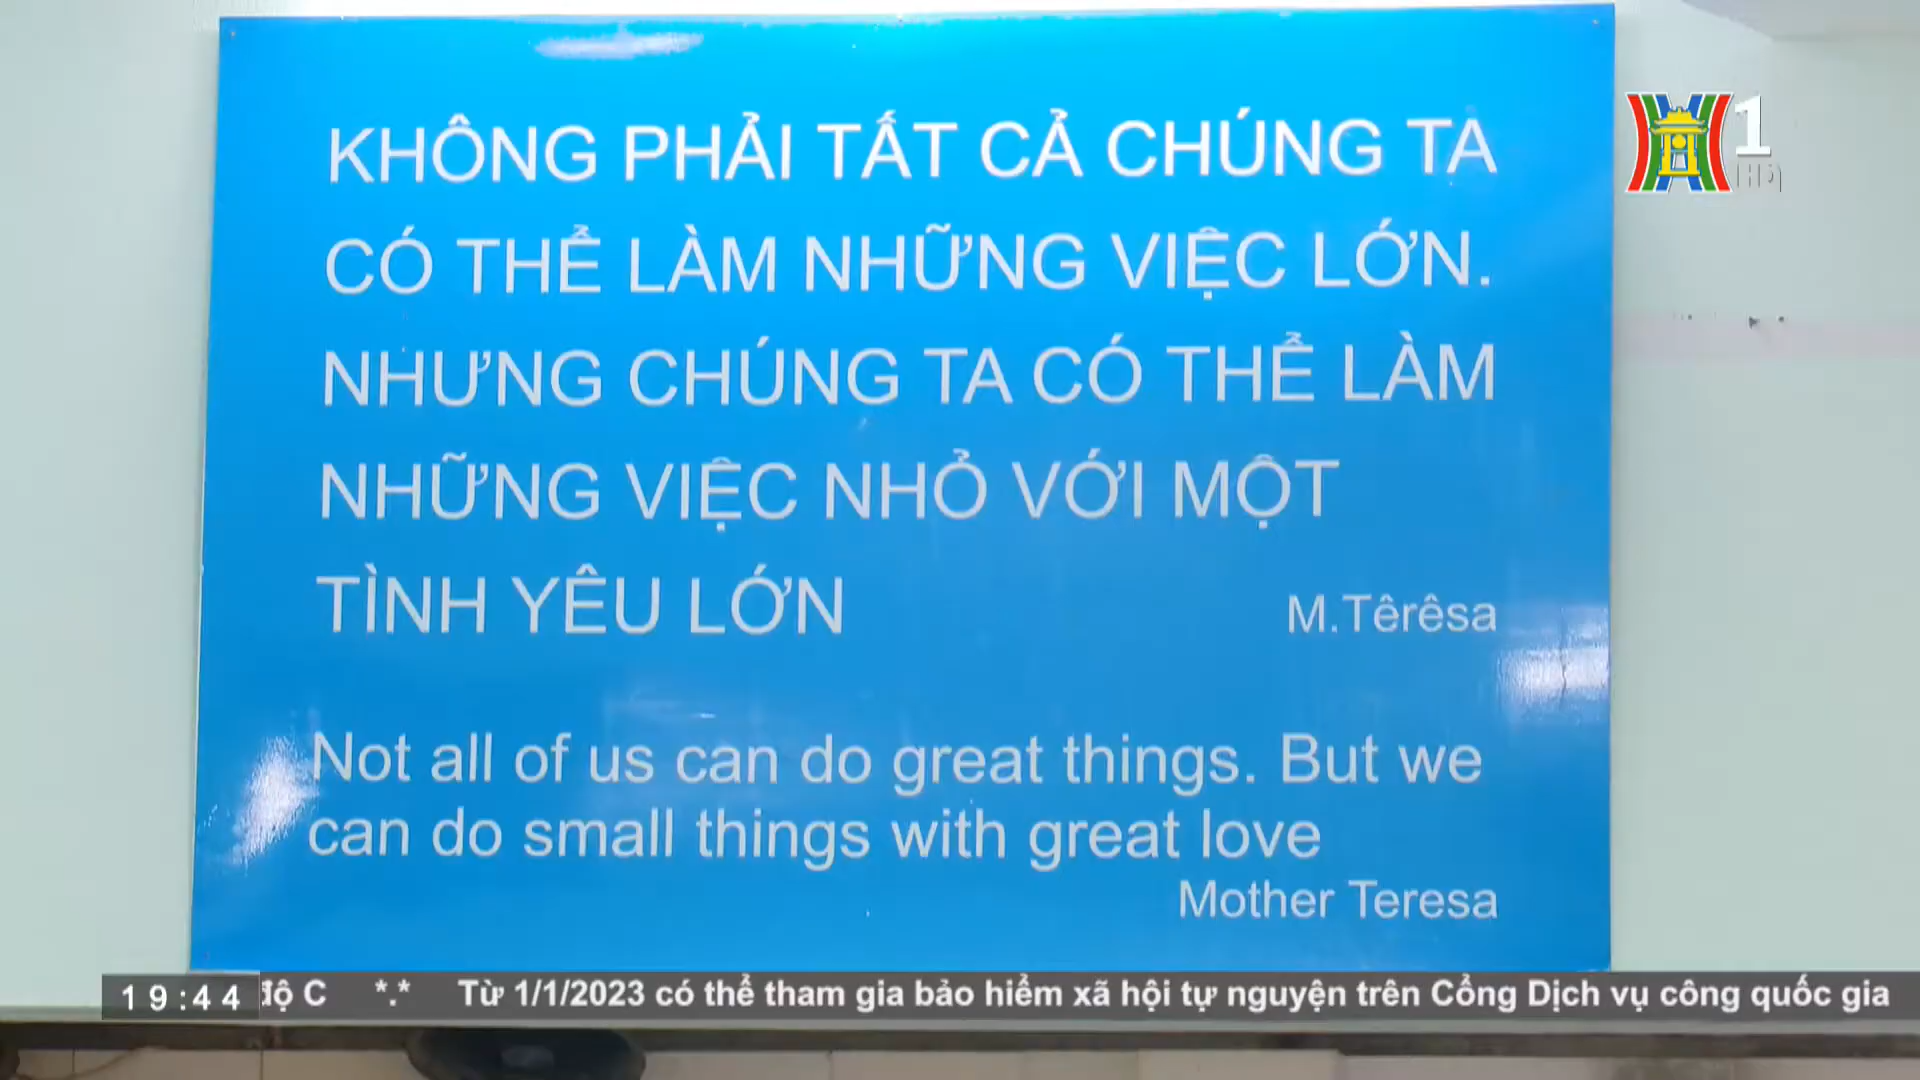 KHÔNG PHẢI TẤT CẢ CHÚNG TA
CÓ THỂ LÀM NHỮNG VIỆC LỚN.
NHƯNG CHÚNG TA CÓ THỂ LÀM
NHỮNG VIỆC NHỎ VỚI MỘT
TÌNH YÊU LỚN
M.Têrêsa
Not all of us can do great things. But we
can do small things with great love
Mother Teresa
1
HD
19:44 độ C *.* Từ 1/1/2023 có thể tham gia bảo hiểm xã hội tự nguyện trên Cổng Dịch vụ công quốc gia